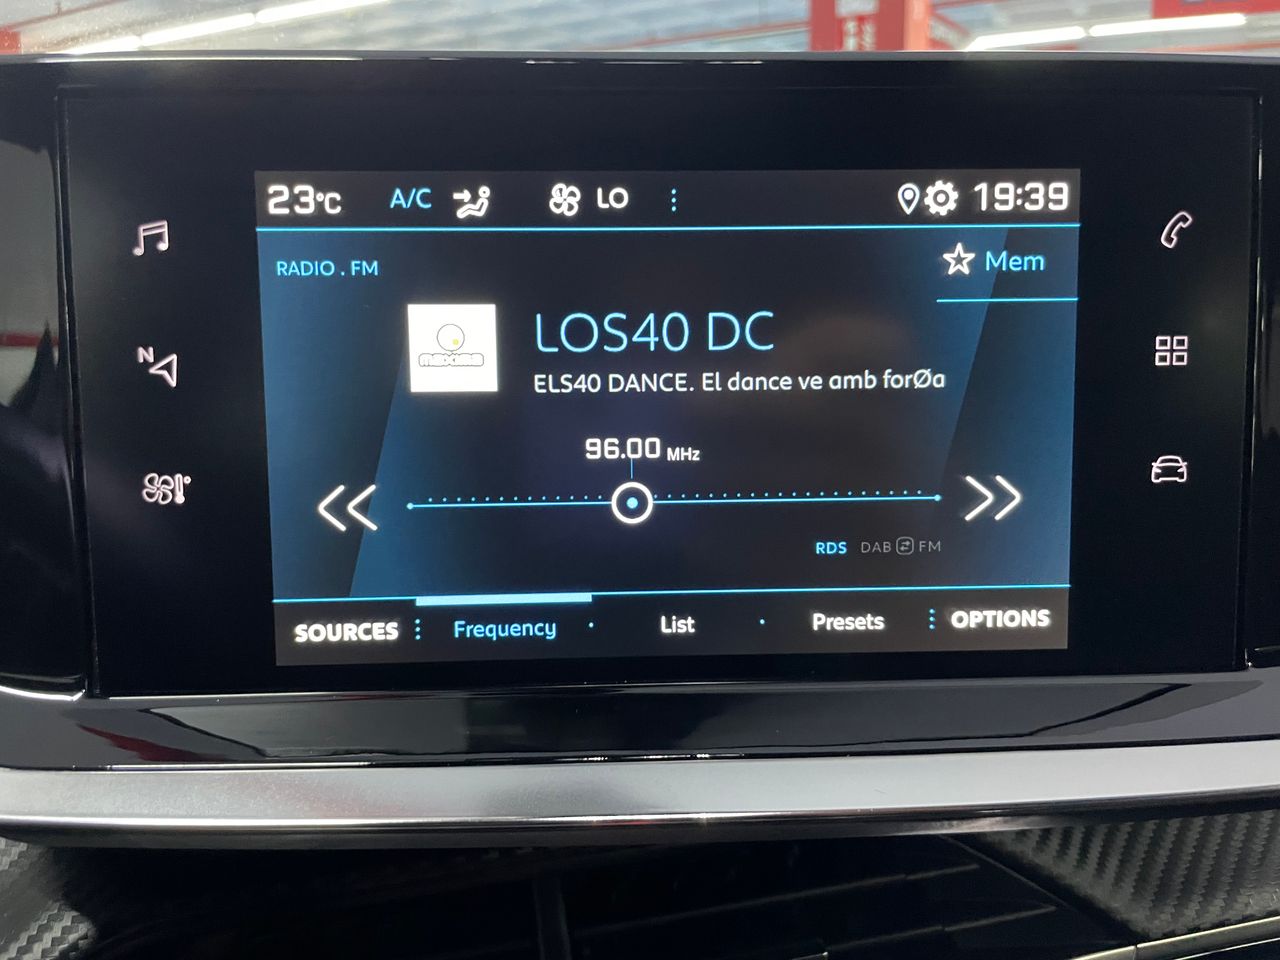 23°C A/C LO 19:39
RADIO . FM
Mem
LOS40 DC
ELS40 DANCE. El dance ve amb forØa
96.00 MHz
RDS DAB FM
SOURCES Frequency List Presets OPTIONS
N